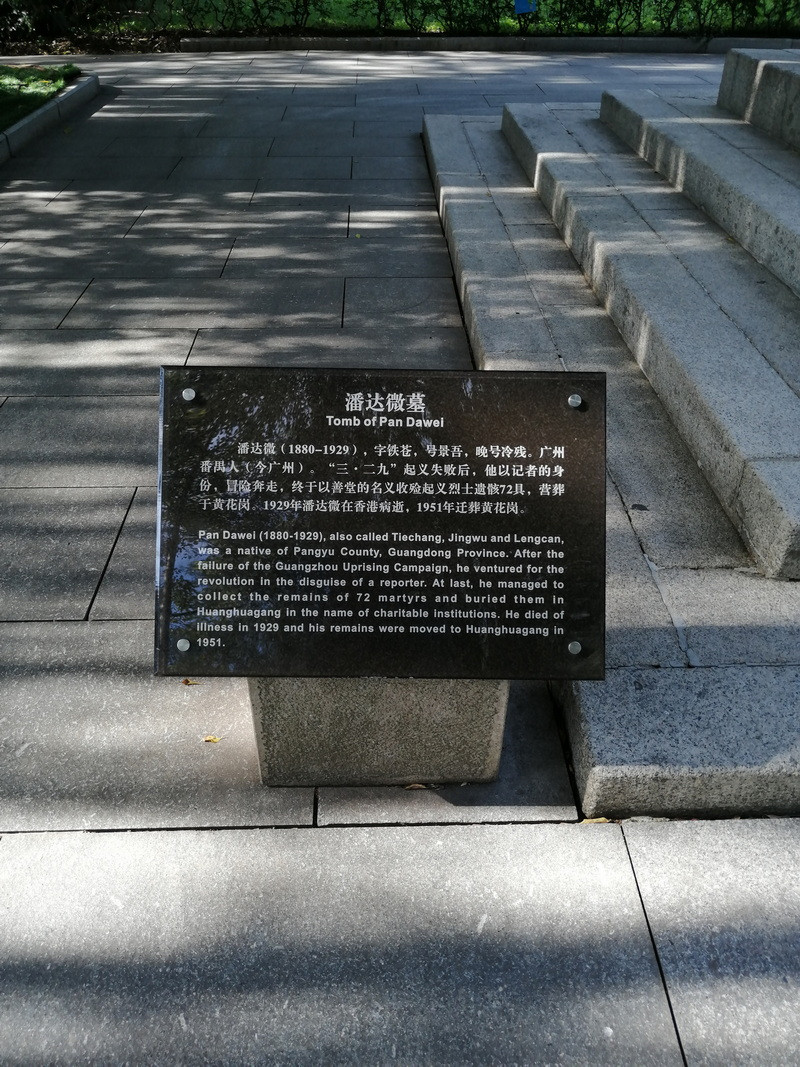 潘达微墓
Tomb of Pan Dawei
潘达微（1880-1929），字铁苍，号景吾，晚号冷残。广州
番禺人（今广州）。“三·二九”起义失败后，他以记者的身
份，冒险奔走，终于以善堂的名义收殓起义烈士遗骸72具，营葬
于黄花岗。1929年潘达微在香港病逝，1951年迁葬黄花岗。
Pan Dawei (1880-1929), also called Tiechang, Jingwu and Lengcan,
was a native of Pangyu County, Guangdong Province. After the
failure of the Guangzhou Uprising Campaign, he ventured for the
revolution in the disguise of a reporter. At last, he managed to
collect the remains of 72 martyrs and buried them in
Huanghuagang in the name of charitable institutions. He died of
illness in 1929 and his remains were moved to Huanghuagang in
1951.